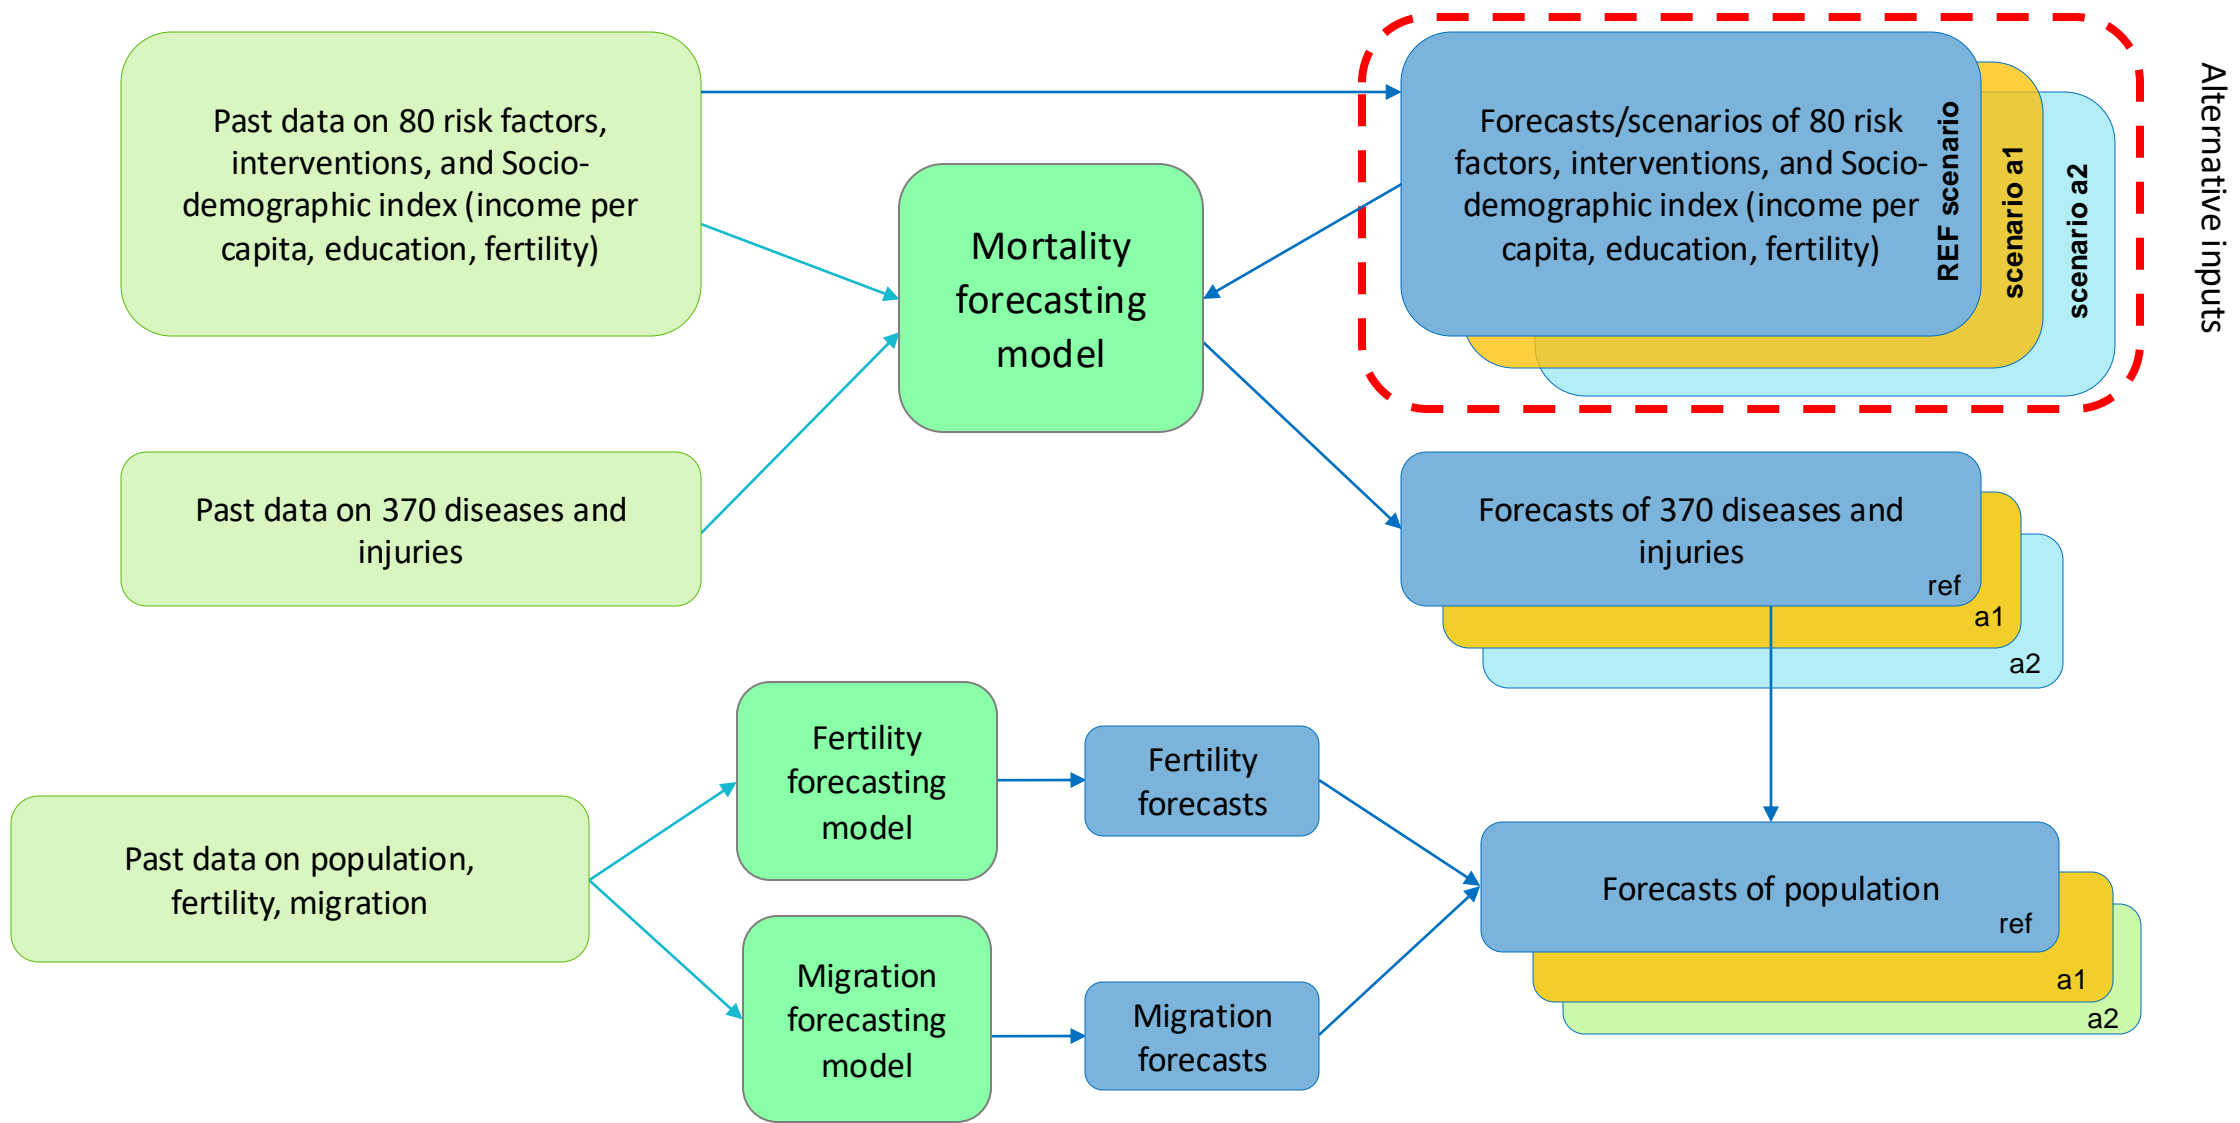 Past data on 80 risk factors,
interventions, and Socio-
demographic index (income per
capita, education, fertility)
Mortality
forecasting
model
Forecasts/scenarios of 80 risk
factors, interventions, and Socio-
demographic index (income per
capita, education, fertility)
REF scenario
scenario a1
scenario a2
Alternative inputs
Past data on 370 diseases and
injuries
Forecasts of 370 diseases and
injuries
ref
a1
a2
Fertility
forecasting
model
Fertility
forecasts
Past data on population,
fertility, migration
Migration
forecasting
model
Migration
forecasts
Forecasts of population
ref
a1
a2